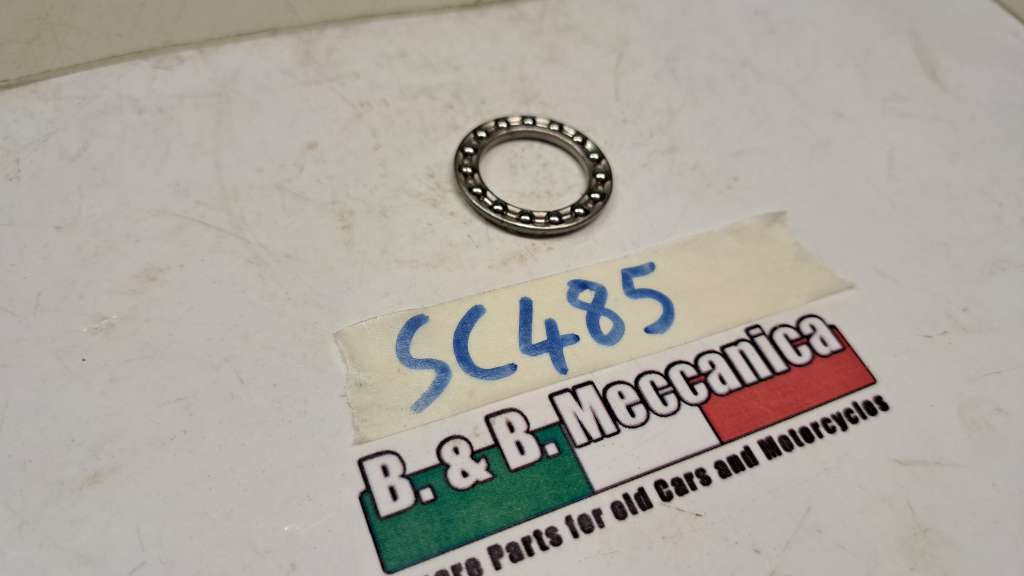 SC485
B. & B. Meccanica
Parts for old Cars and Motorcycles